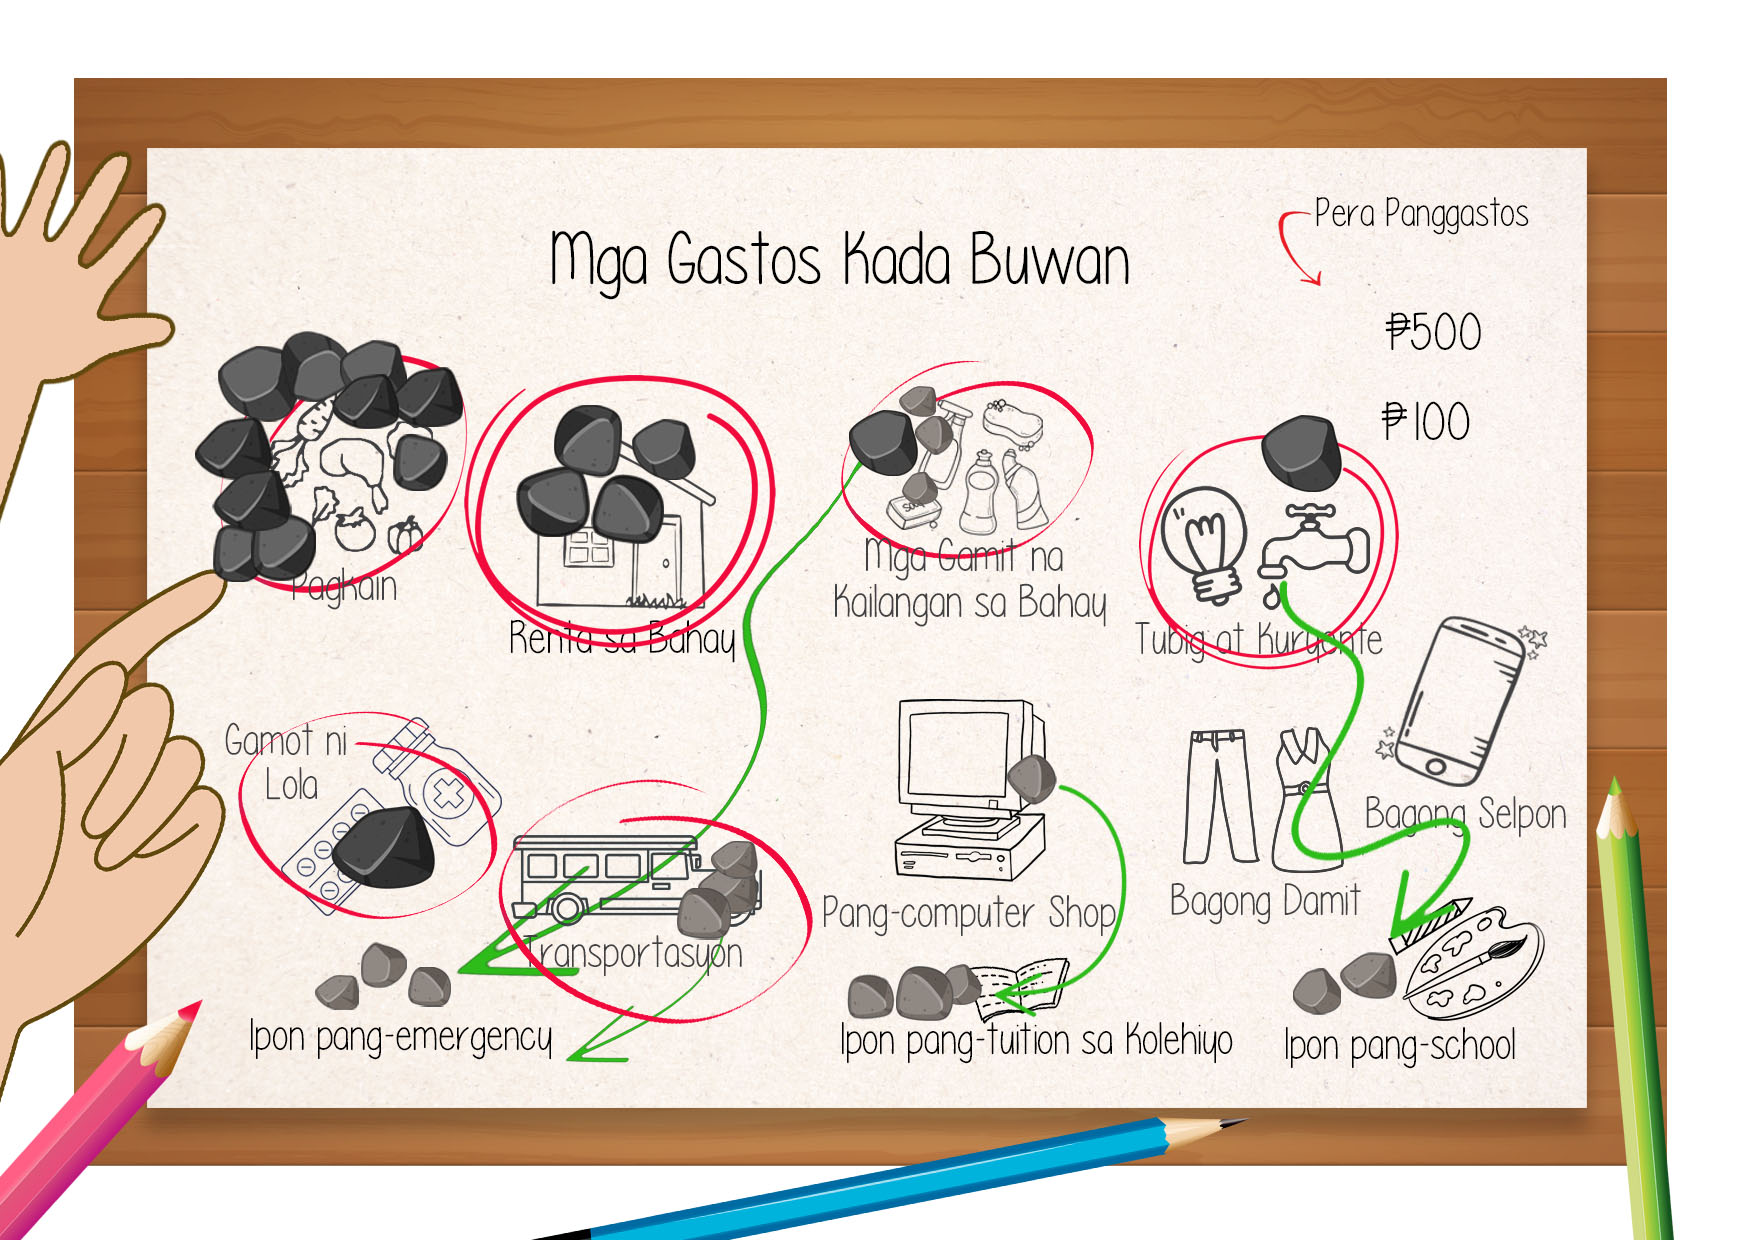 Pera Panggastos
Mga Gastos Kada Buwan
₱500
₱100
Pagkain
Renta sa Bahay
Mga Gamit na
Kailangan sa Bahay
Tubig at Kuryente
Gamot ni
Lola
Transportasyon
Pang-computer Shop
Bagong Damit
Bagong Selpon
Ipon pang-emergency
Ipon pang-tuition sa Kolehiyo
Ipon pang-school